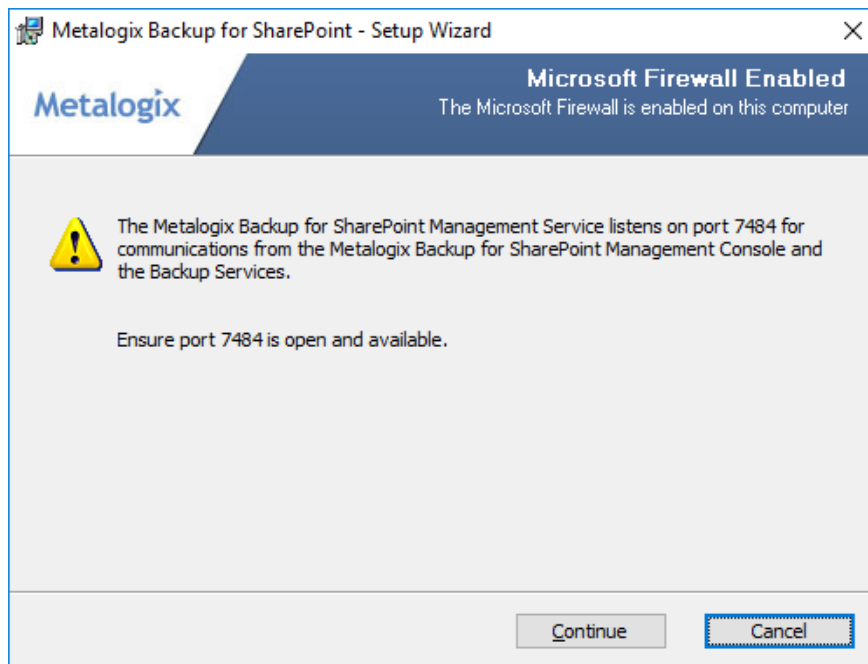 Metalogix Backup for SharePoint - Setup Wizard
Metalogix
Microsoft Firewall Enabled
The Microsoft Firewall is enabled on this computer
The Metalogix Backup for SharePoint Management Service listens on port 7484 for
communications from the Metalogix Backup for SharePoint Management Console and
the Backup Services.
Ensure port 7484 is open and available.
Continue
Cancel